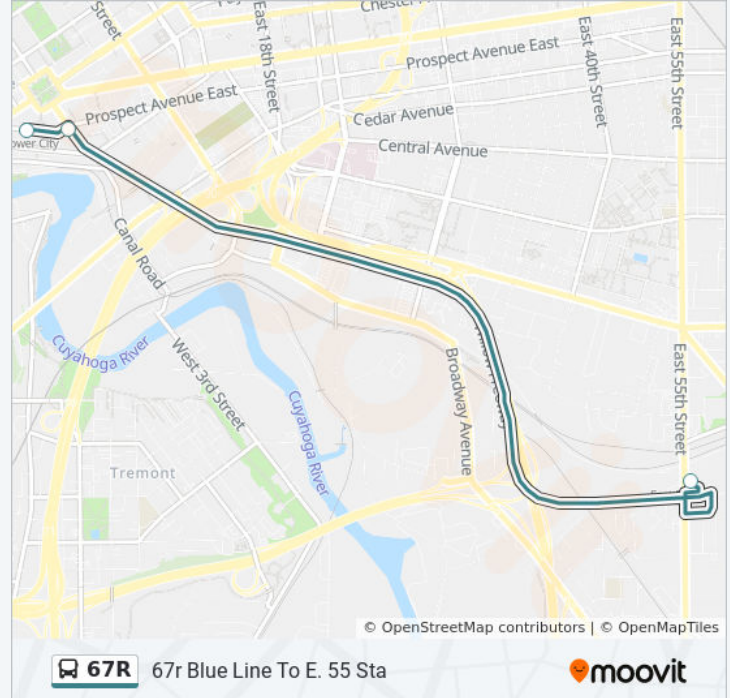 Street
East 18th Street
Prospect Avenue East
East 40th Street
East 55th Street
Prospect Avenue East
Cedar Avenue
Central Avenue
ower City
Canal Road
Cuyahoga River
West 3rd Street
Cuyahoga River
Broadway Avenue
East 55th Street
Tremont
© OpenStreetMap contributors | © OpenMapTiles
67R 67r Blue Line To E. 55 Sta
moovit